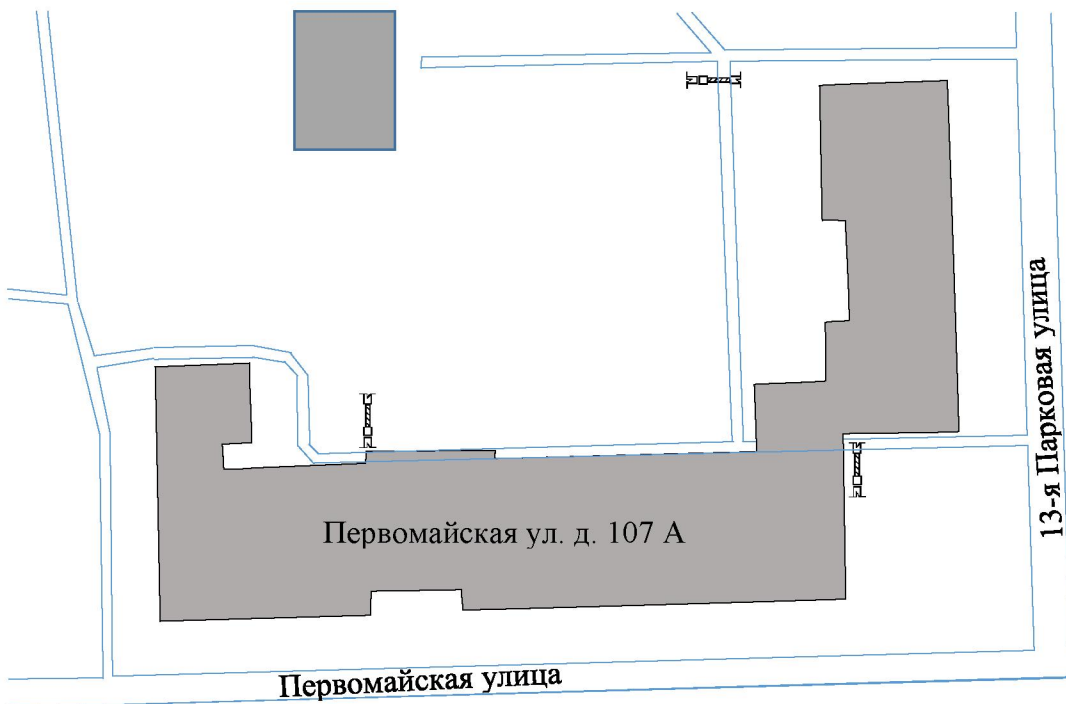 13-я Парковая улица
Первомайская ул. д. 107 А
Первомайская улица